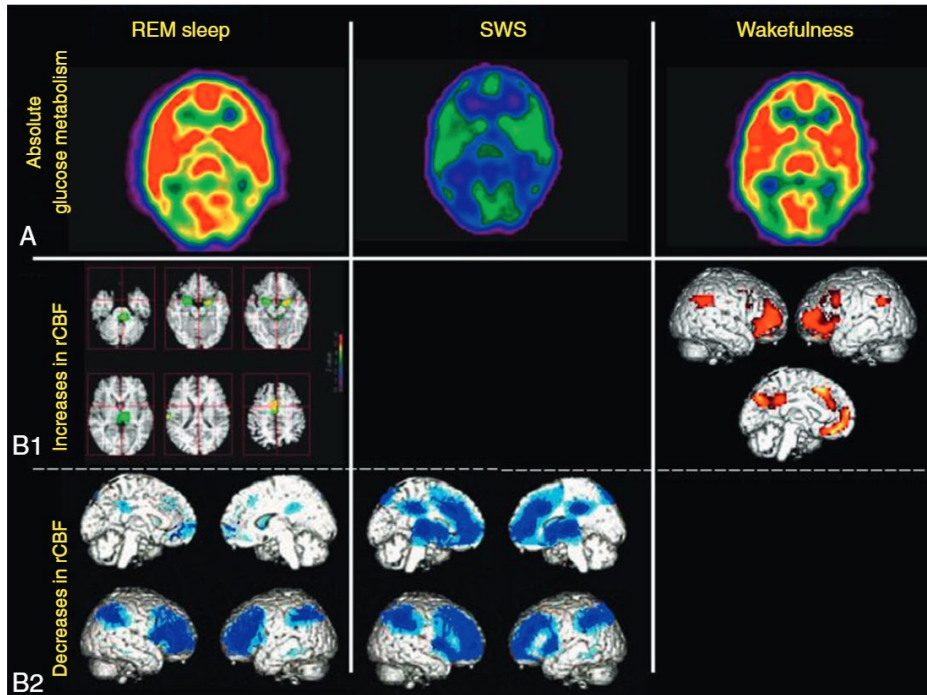 REM sleep
SWS
Wakefulness
Absolute
glucose metabolism
A
Increases in rCBF
B1
Decreases in rCBF
B2